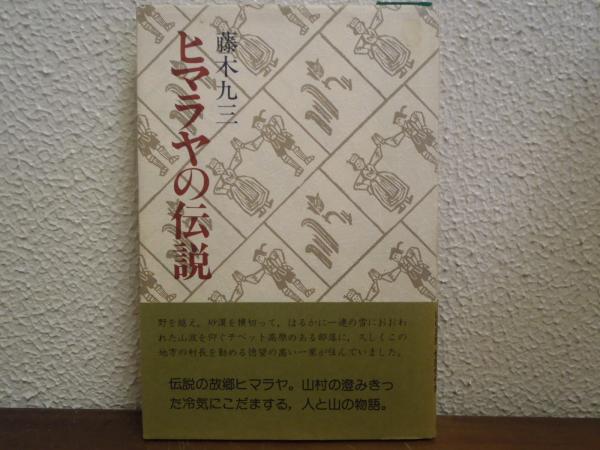 藤木九三
ヒマラヤの伝説
野を越え，砂漠を横切って，はるかに一連の雪におおわ
れた山波を仰ぐチベット高原のある部落に，久しくこの
地方の村長を勤める徳望の高い一家が住んでいました。
伝説の故郷ヒマラヤ。山村の澄みきっ
た冷気にこだまする，人と山の物語。